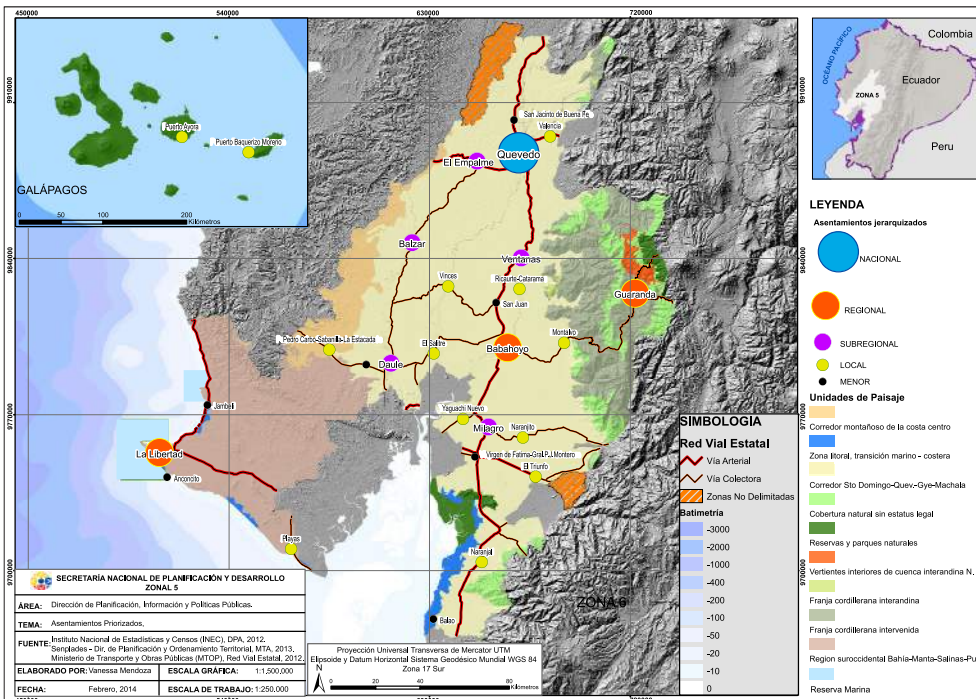 450000
540000
630000
720000
9910000
9840000
9770000
9700000
9910000
9840000
9770000
9700000
Puerto Ayora
Puerto Baquerizo Moreno
GALÁPAGOS
0 50 100 200
Kilómetros
San Jacinto de Buena Fe
Valencia
Quevedo
El Empalme
Balzar
Ventanas
Ricaurte-Catarama
Vinces
San Juan
Guaranda
Pedro Carbo-Sabanilla-La Estacada
El Salitre
Babahoyo
Montalvo
Daule
Jambelí
Yaguachi Nuevo
Milagro
Naranjito
La Libertad
Virgen de Fatima-Gral.P.J.Montero
El Triunfo
Anconcito
Playas
Naranjal
Balao
ZONA 6
OCÉANO PACÍFICO
Colombia
Ecuador
ZONA 5
Peru
LEYENDA
Asentamientos jerarquizados
NACIONAL
REGIONAL
SUBREGIONAL
LOCAL
MENOR
Unidades de Paisaje
Corredor montañoso de la costa centro
Zona litoral, transición marino - costera
Corredor Sto Domingo-Quev.-Gye-Machala
Cobertura natural sin estatus legal
Reservas y parques naturales
Vertientes interiores de cuenca interandina N.
Franja cordillerana interandina
Franja cordillerana intervenida
Region suroccidental Bahía-Manta-Salinas-Pu
Reserva Marina
SIMBOLOGIA
Red Vial Estatal
Vía Arterial
Vía Colectora
Zonas No Delimitadas
Batimetría
-3000
-2000
-1000
-400
-200
-100
-50
-20
-10
0
SECRETARÍA NACIONAL DE PLANIFICACIÓN Y DESARROLLO
ZONAL 5
ÁREA: Dirección de Planificación, Información y Políticas Públicas.
TEMA: Asentamientos Priorizados,
FUENTE: Instituto Nacional de Estadísticas y Censos (INEC), DPA, 2012.
Senplades - Dir, de Planificación y Ordenamiento Territorial, MTA, 2013,
Ministerio de Transporte y Obras Públicas (MTOP), Red Vial Estatal, 2012.
ELABORADO POR: Vanessa Mendoza ESCALA GRÁFICA: 1:1,500,000
FECHA: Febrero, 2014 ESCALA DE TRABAJO: 1:250.000
Proyección Universal Transversa de Mercator UTM
Elipsoide y Datum Horizontal Sistema Geodésico Mundial WGS 84
Zona 17 Sur
N
0 10 20 40 60 80
Kilómetros